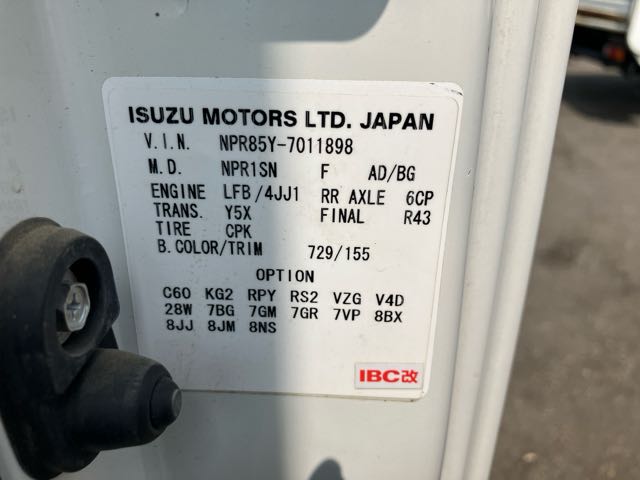 ISUZU MOTORS LTD. JAPAN
V.I.N. NPR85Y-7011898
M.D. NPR1SN F AD/BG
ENGINE LFB/4JJ1 RR AXLE 6CP
TRANS. Y5X FINAL R43
TIRE CPK
B.COLOR/TRIM 729/155
OPTION
C60 KG2 RPY RS2 VZG V4D
28W 7BG 7GM 7GR 7VP 8BX
8JJ 8JM 8NS
IBC改